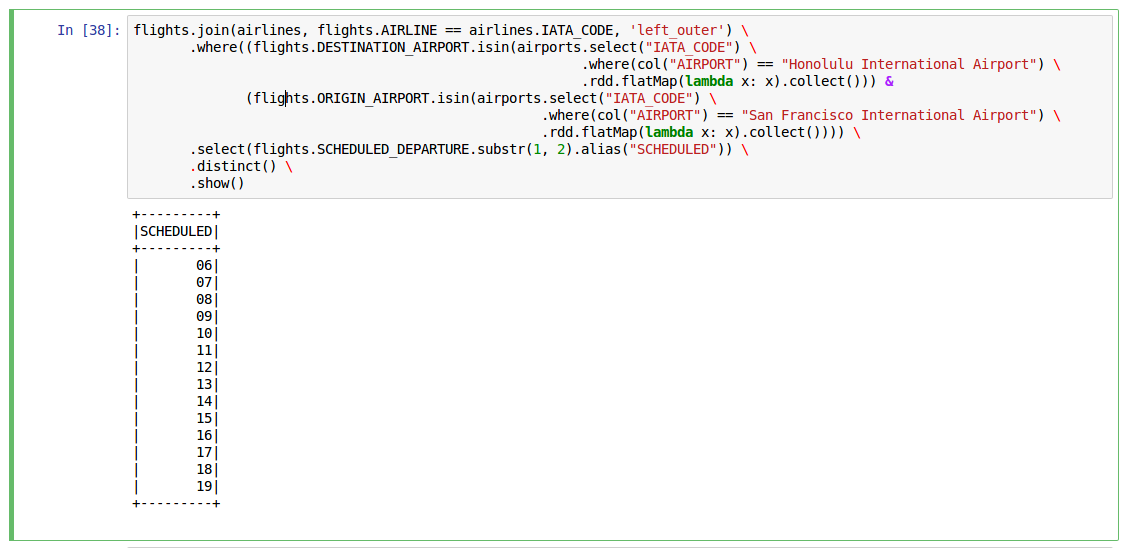 In [38]: flights.join(airlines, flights.AIRLINE == airlines.IATA_CODE, 'left_outer') \
.where((flights.DESTINATION_AIRPORT.isin(airports.select("IATA_CODE") \
.where(col("AIRPORT") == "Honolulu International Airport") \
.rdd.flatMap(lambda x: x).collect())) &
(flights.ORIGIN_AIRPORT.isin(airports.select("IATA_CODE") \
.where(col("AIRPORT") == "San Francisco International Airport") \
.rdd.flatMap(lambda x: x).collect()))) \
.select(flights.SCHEDULED_DEPARTURE.substr(1, 2).alias("SCHEDULED")) \
.distinct() \
.show()
+---------+
|SCHEDULED|
+---------+
|       06|
|       07|
|       08|
|       09|
|       10|
|       11|
|       12|
|       13|
|       14|
|       15|
|       16|
|       17|
|       18|
|       19|
+---------+